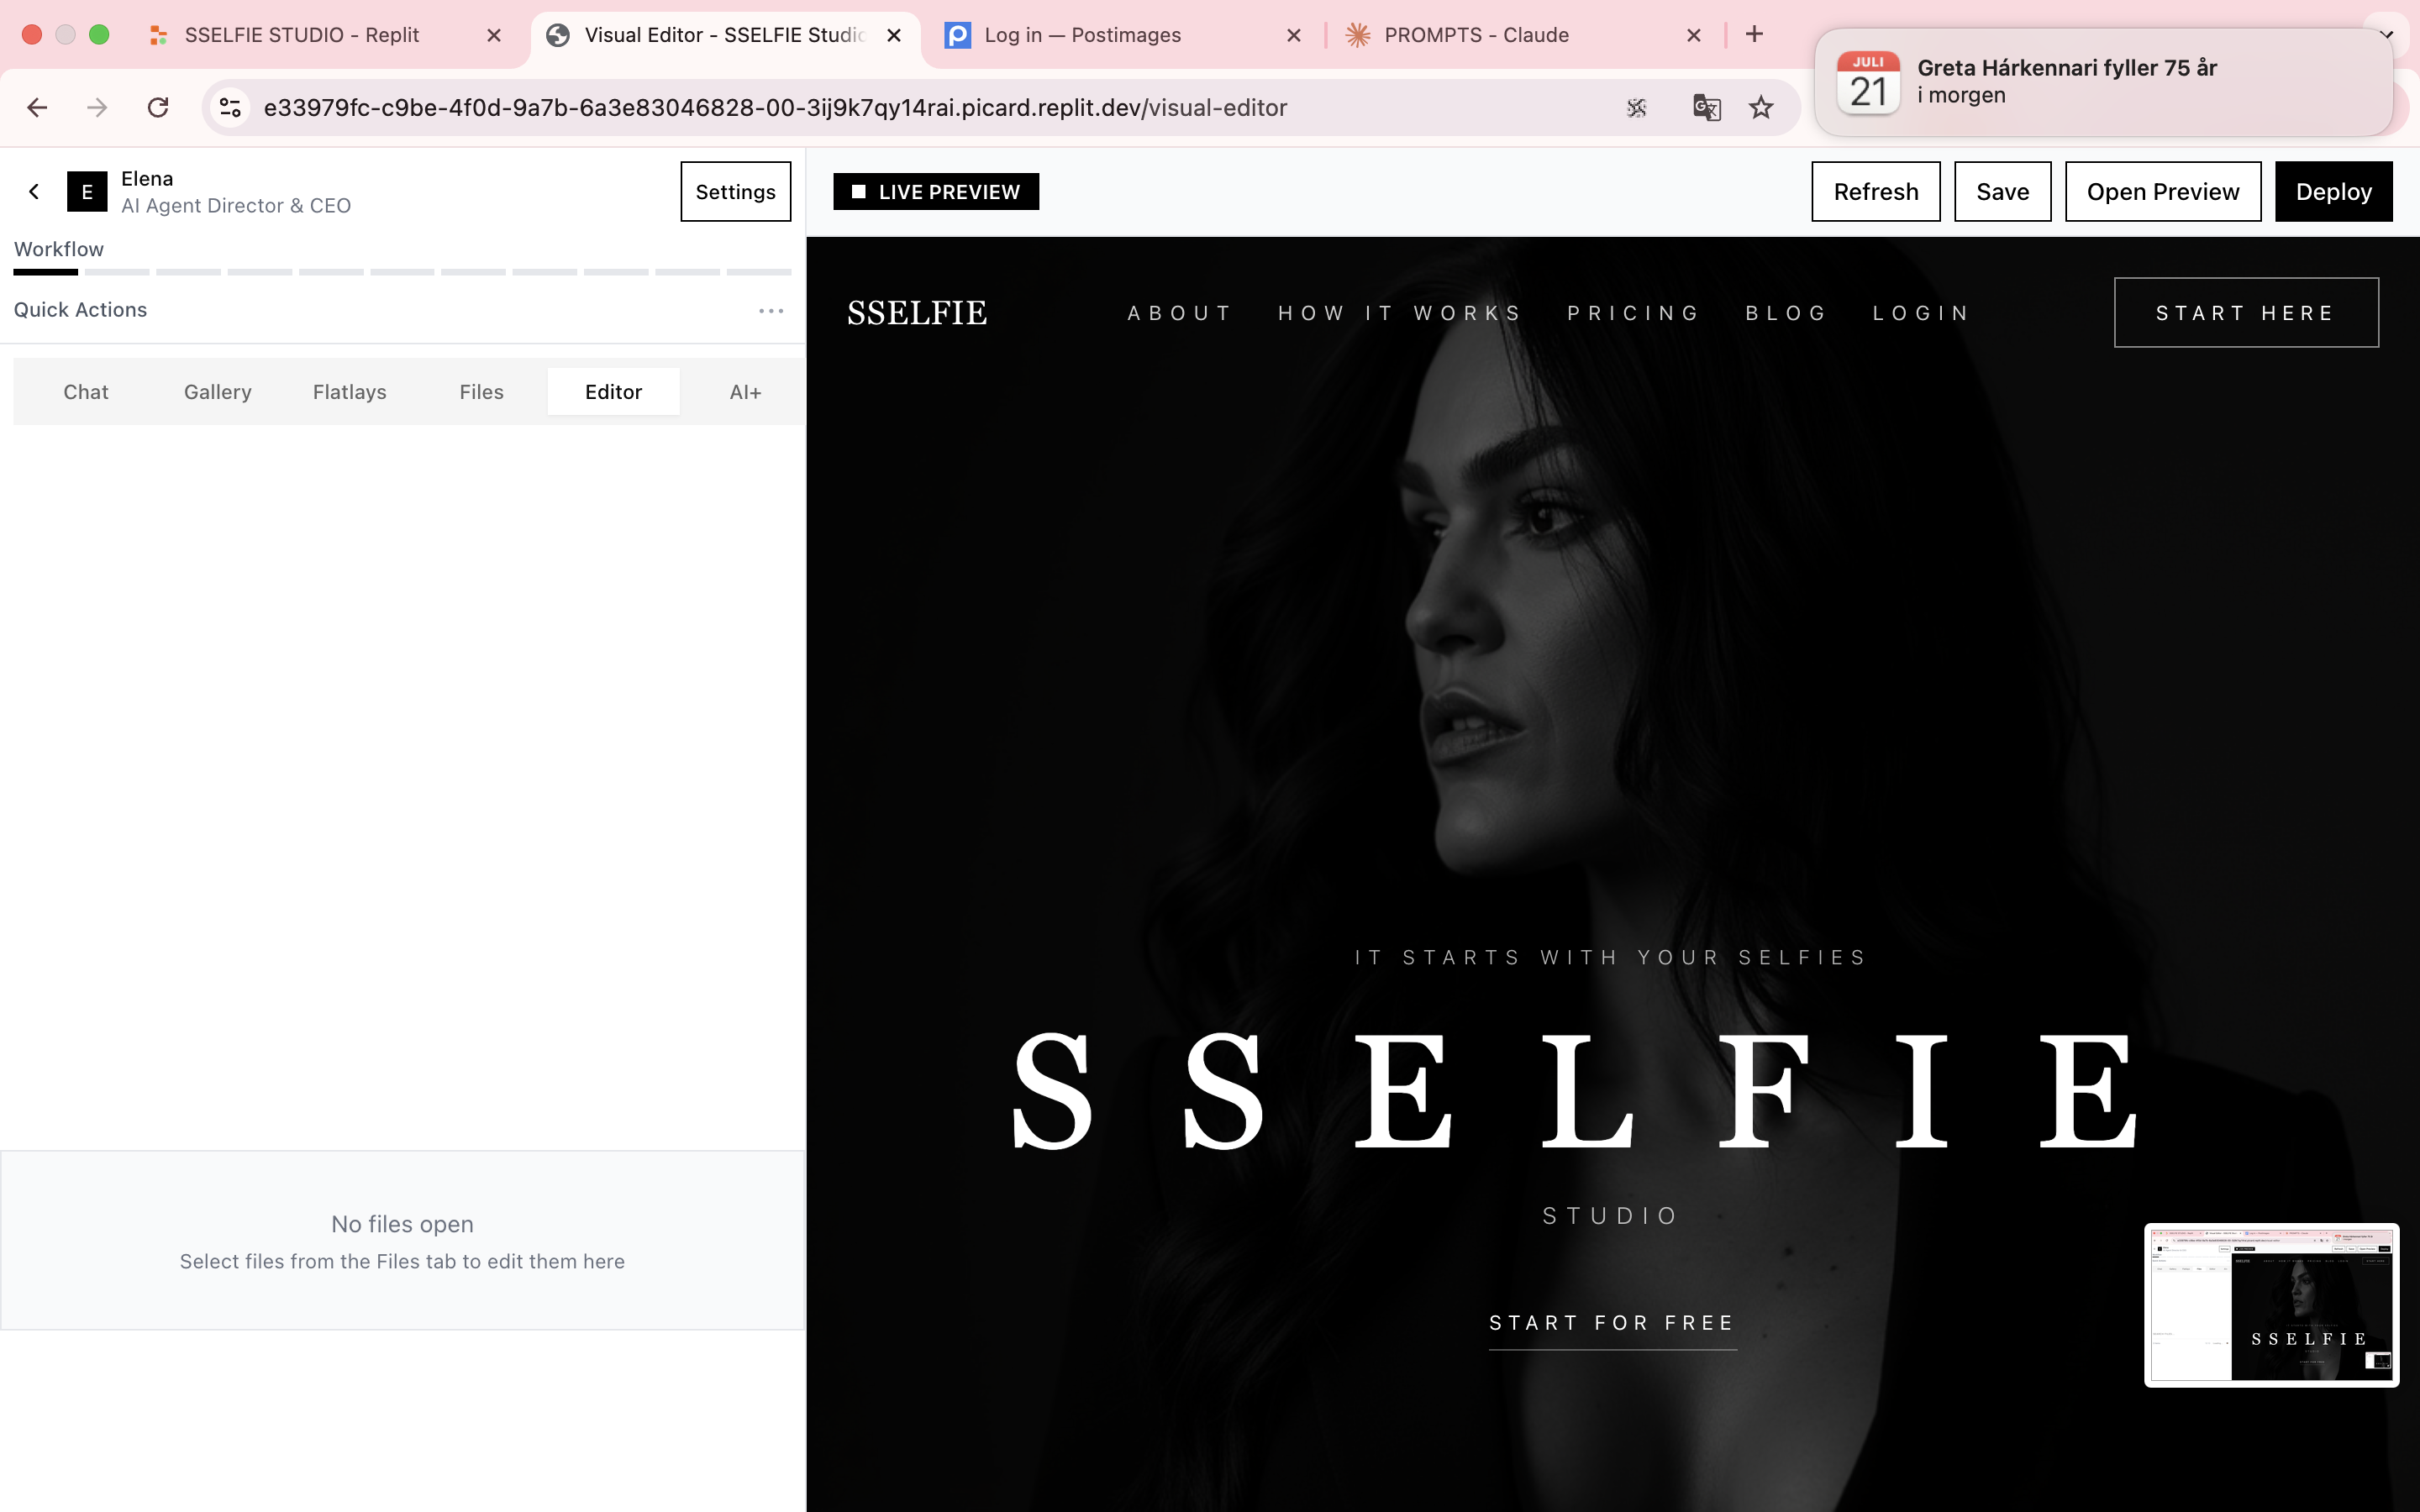 SSELFIE STUDIO - Replit
Visual Editor - SSELFIE Studio
Log in — Postimages
PROMPTS - Claude
JULI
21
Greta Hárkennari fyller 75 år
i morgen
e33979fc-c9be-4f0d-9a7b-6a3e83046828-00-3ij9k7qy14rai.picard.replit.dev/visual-editor
E
Elena
AI Agent Director & CEO
Settings
LIVE PREVIEW
Refresh
Save
Open Preview
Deploy
Workflow
Quick Actions
Chat
Gallery
Flatlays
Files
Editor
AI+
No files open
Select files from the Files tab to edit them here
SSELFIE
ABOUT
HOW IT WORKS
PRICING
BLOG
LOGIN
START HERE
IT STARTS WITH YOUR SELFIES
SSELFIE
STUDIO
START FOR FREE
SSELFIE